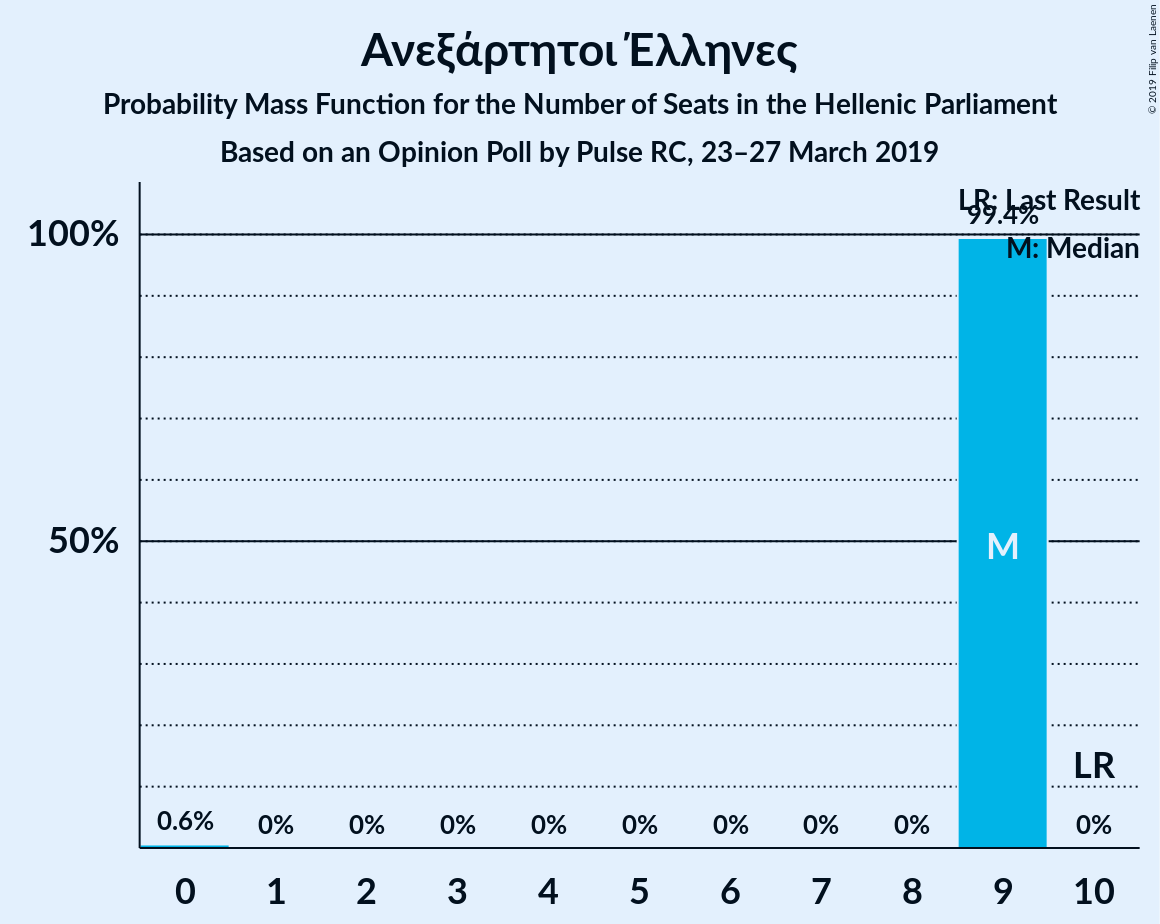 Ανεξάρτητοι Έλληνες
Probability Mass Function for the Number of Seats in the Hellenic Parliament
Based on an Opinion Poll by Pulse RC, 23–27 March 2019
© 2019 Filip van Laenen
LR: Last Result
99.4%
100%
M: Median
50%
M
LR
0.6% 0% 0% 0% 0% 0% 0% 0% 0% 0%
0 1 2 3 4 5 6 7 8 9 10